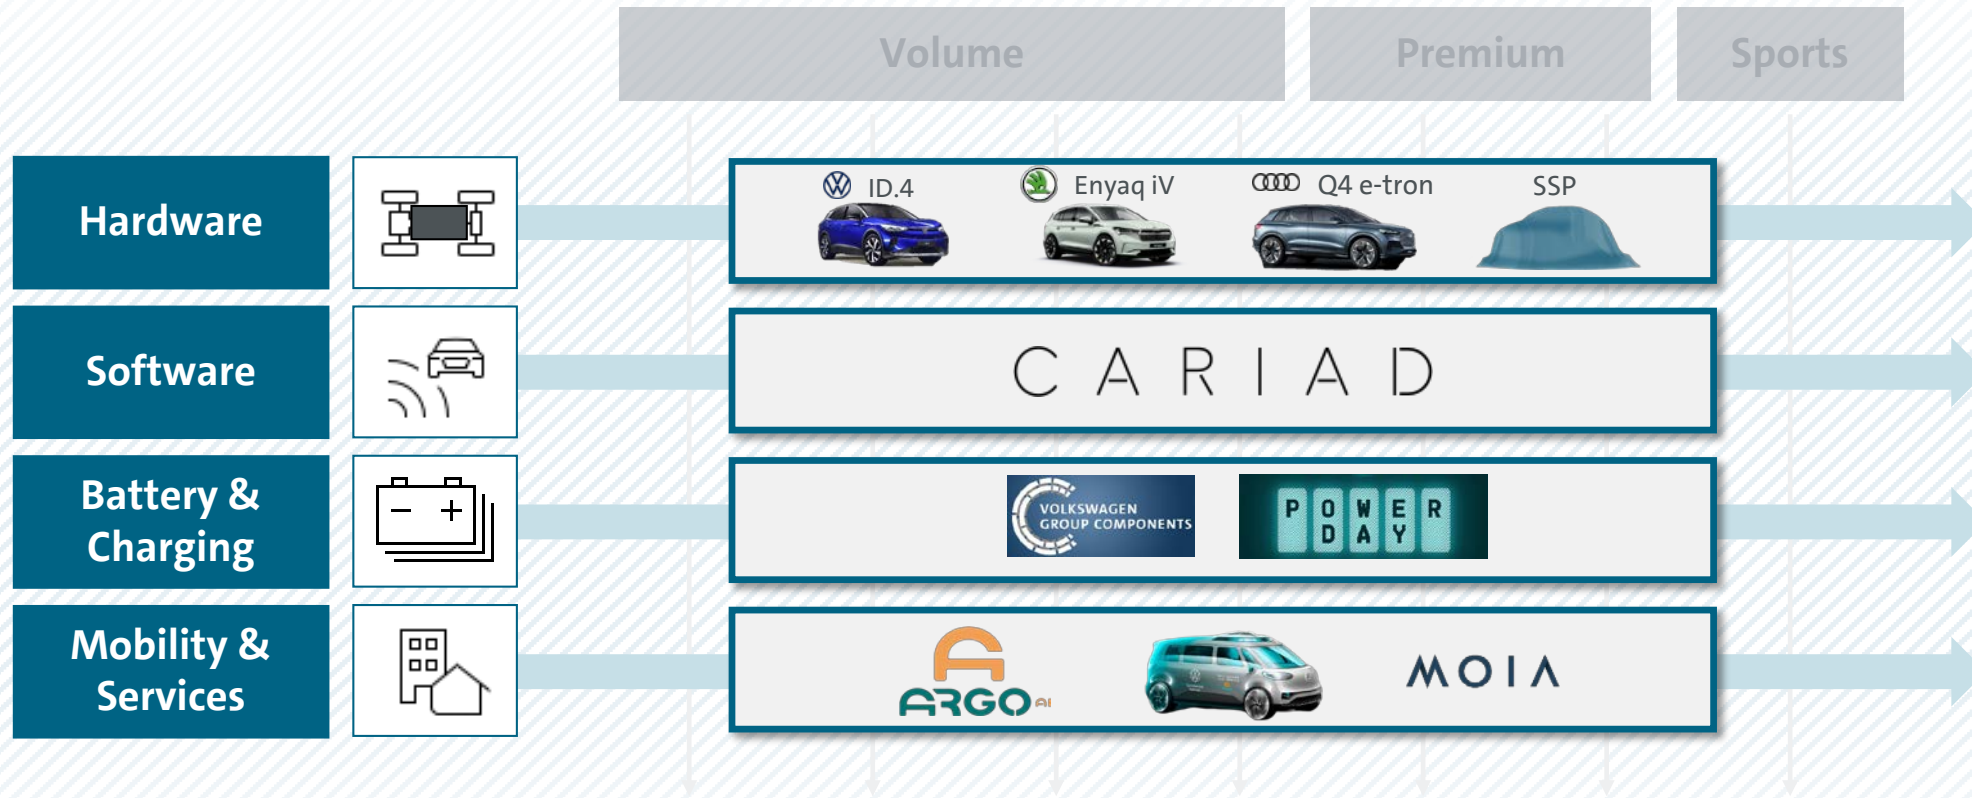 Volume Premium Sports
Hardware
ID.4 Enyaq iV Q4 e-tron SSP
Software
CARIAD
Battery &
Charging
VOLKSWAGEN
GROUP COMPONENTS
POWER
DAY
Mobility &
Services
ARGO AI
MOIA